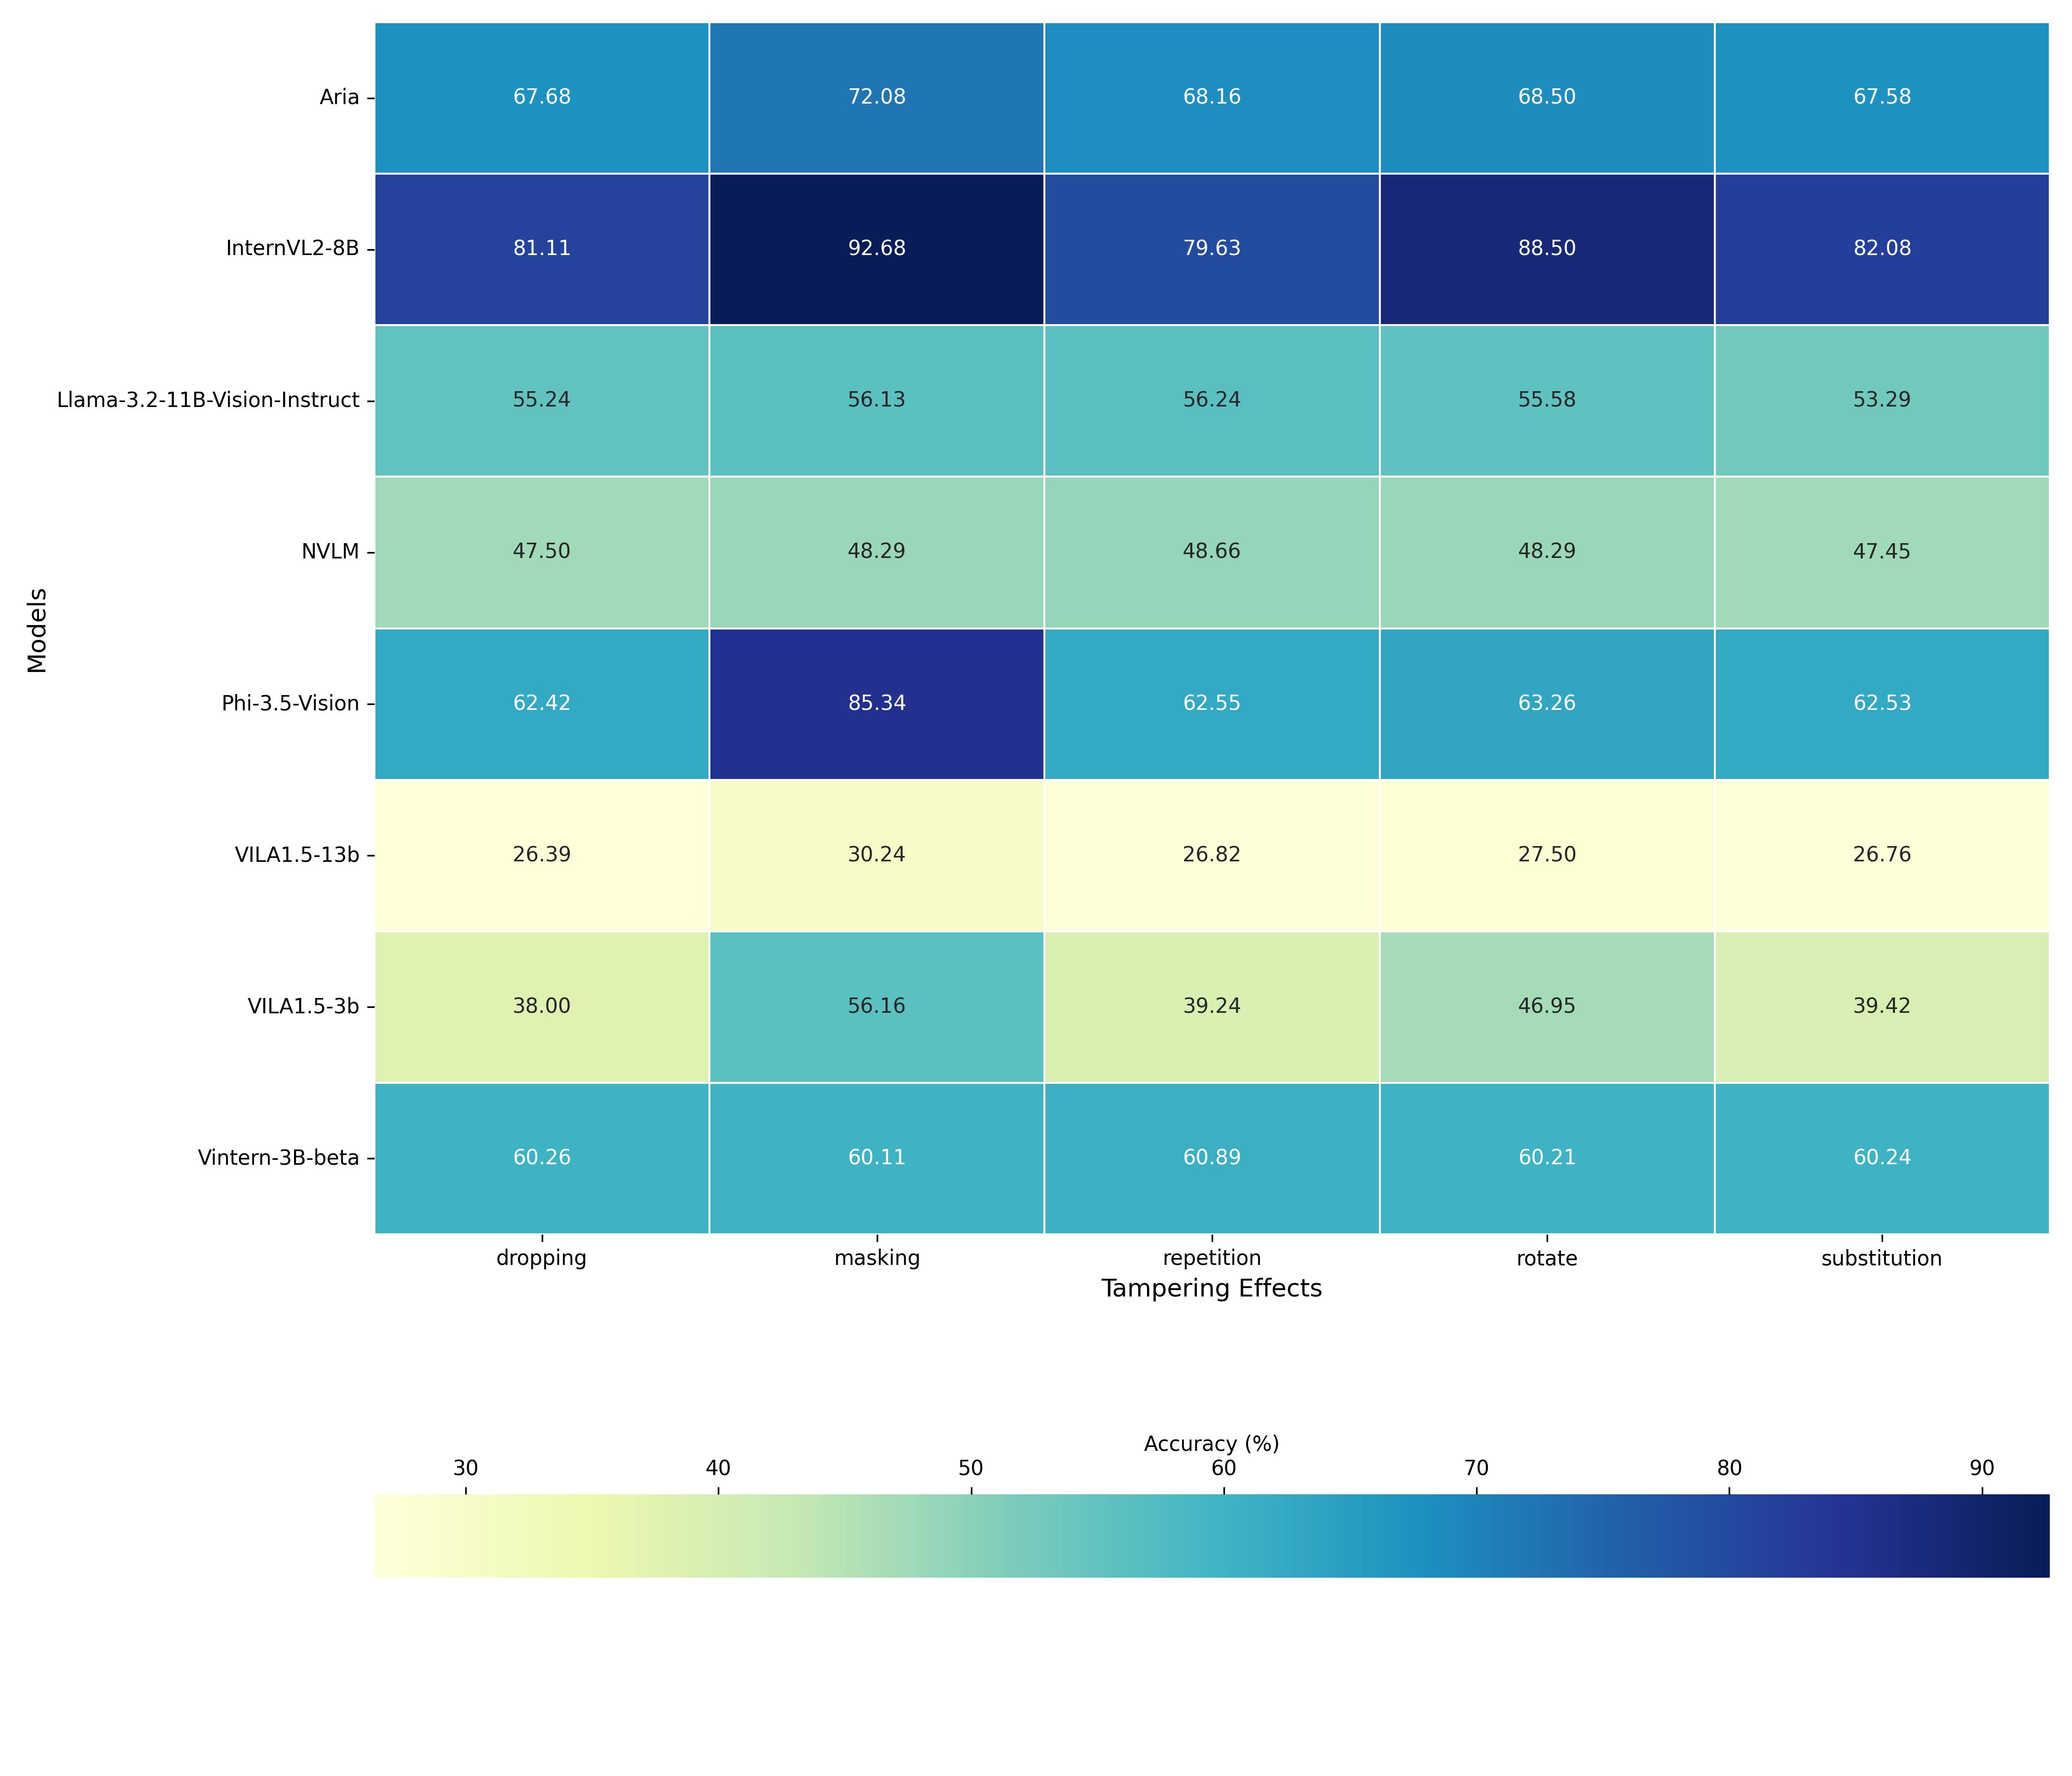 Aria 67.68 72.08 68.16 68.50 67.58
InternVL2-8B 81.11 92.68 79.63 88.50 82.08
Llama-3.2-11B-Vision-Instruct 55.24 56.13 56.24 55.58 53.29
NVLM 47.50 48.29 48.66 48.29 47.45
Models
Phi-3.5-Vision 62.42 85.34 62.55 63.26 62.53
VILA1.5-13b 26.39 30.24 26.82 27.50 26.76
VILA1.5-3b 38.00 56.16 39.24 46.95 39.42
Vintern-3B-beta 60.26 60.11 60.89 60.21 60.24
dropping masking repetition rotate substitution
Tampering Effects
Accuracy (%)
30 40 50 60 70 80 90